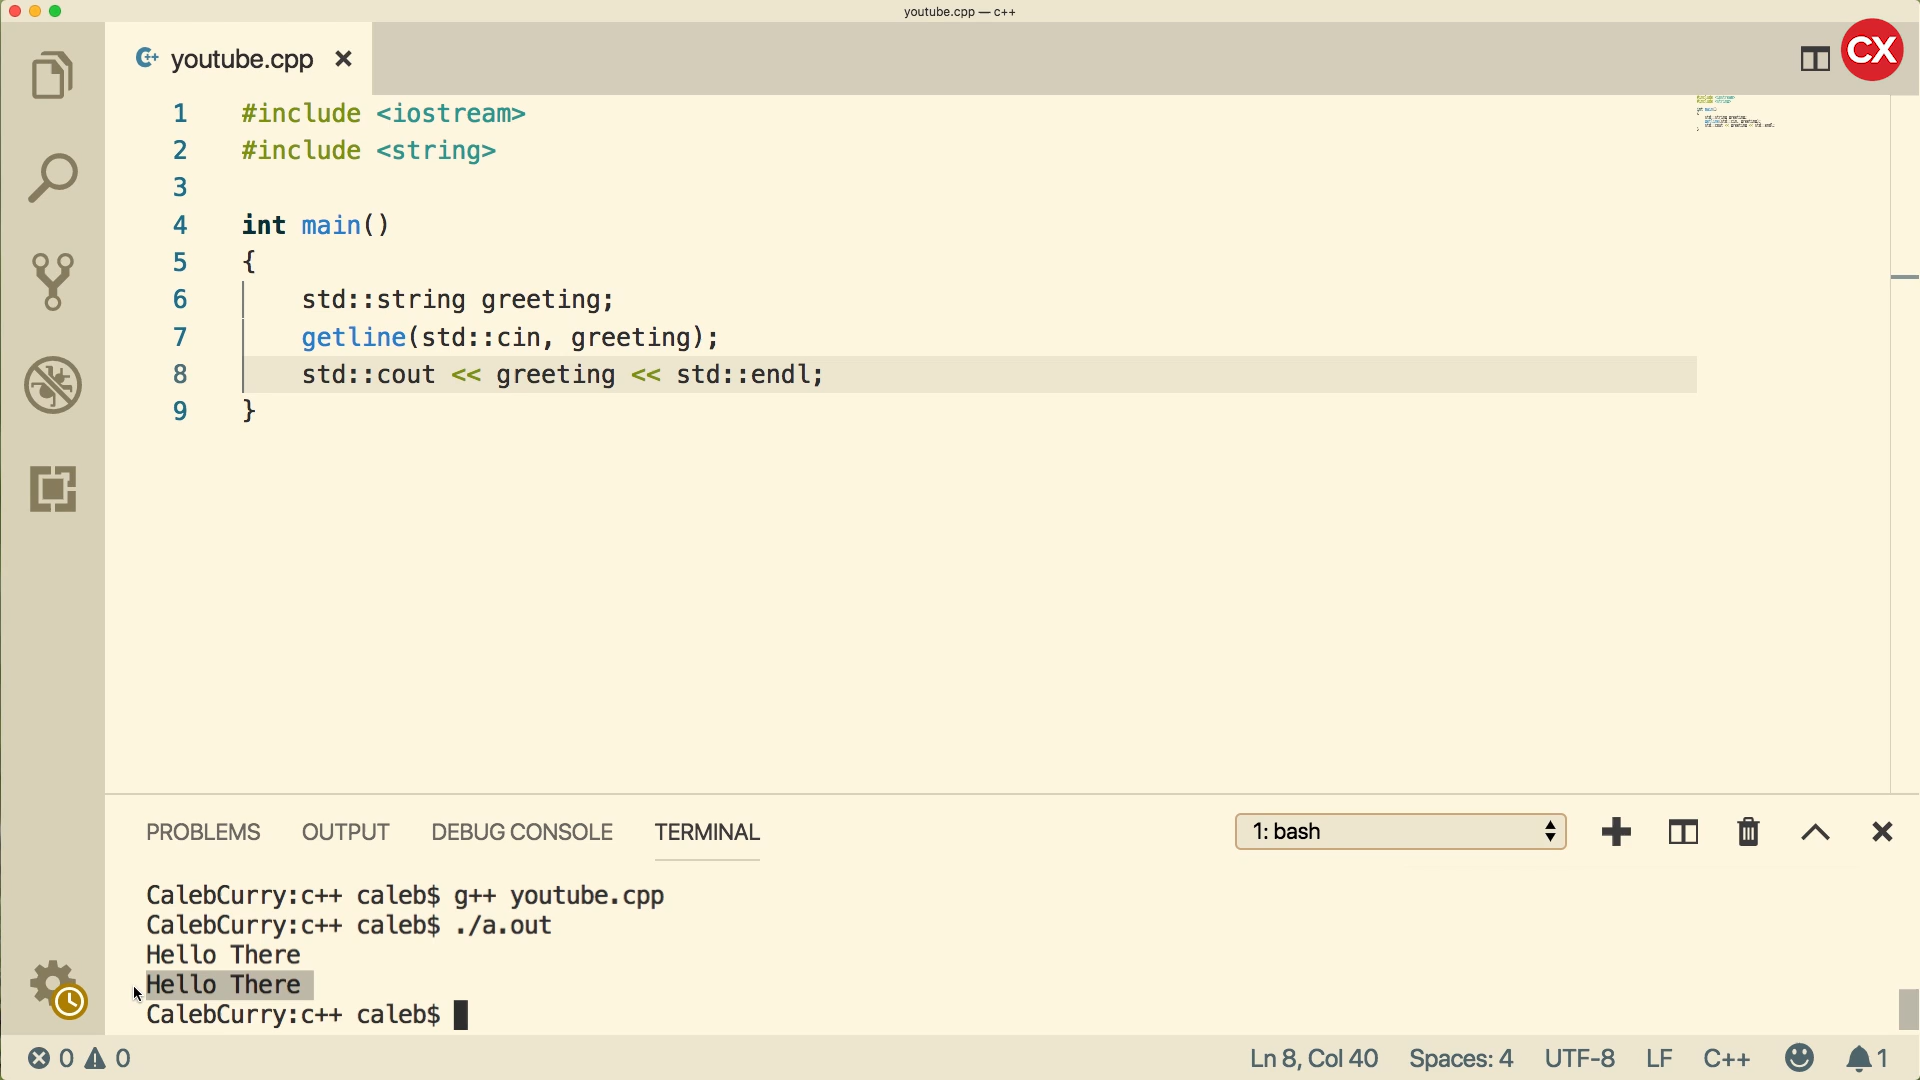 youtube.cpp — c++
youtube.cpp
CX
1 #include <iostream>
2 #include <string>
3
4 int main()
5 {
6 std::string greeting;
7 getline(std::cin, greeting);
8 std::cout << greeting << std::endl;
9 }
PROBLEMS OUTPUT DEBUG CONSOLE TERMINAL 1: bash
CalebCurry:c++ caleb$ g++ youtube.cpp
CalebCurry:c++ caleb$ ./a.out
Hello There
Hello There
CalebCurry:c++ caleb$
0 0 Ln 8, Col 40 Spaces: 4 UTF-8 LF C++ 1